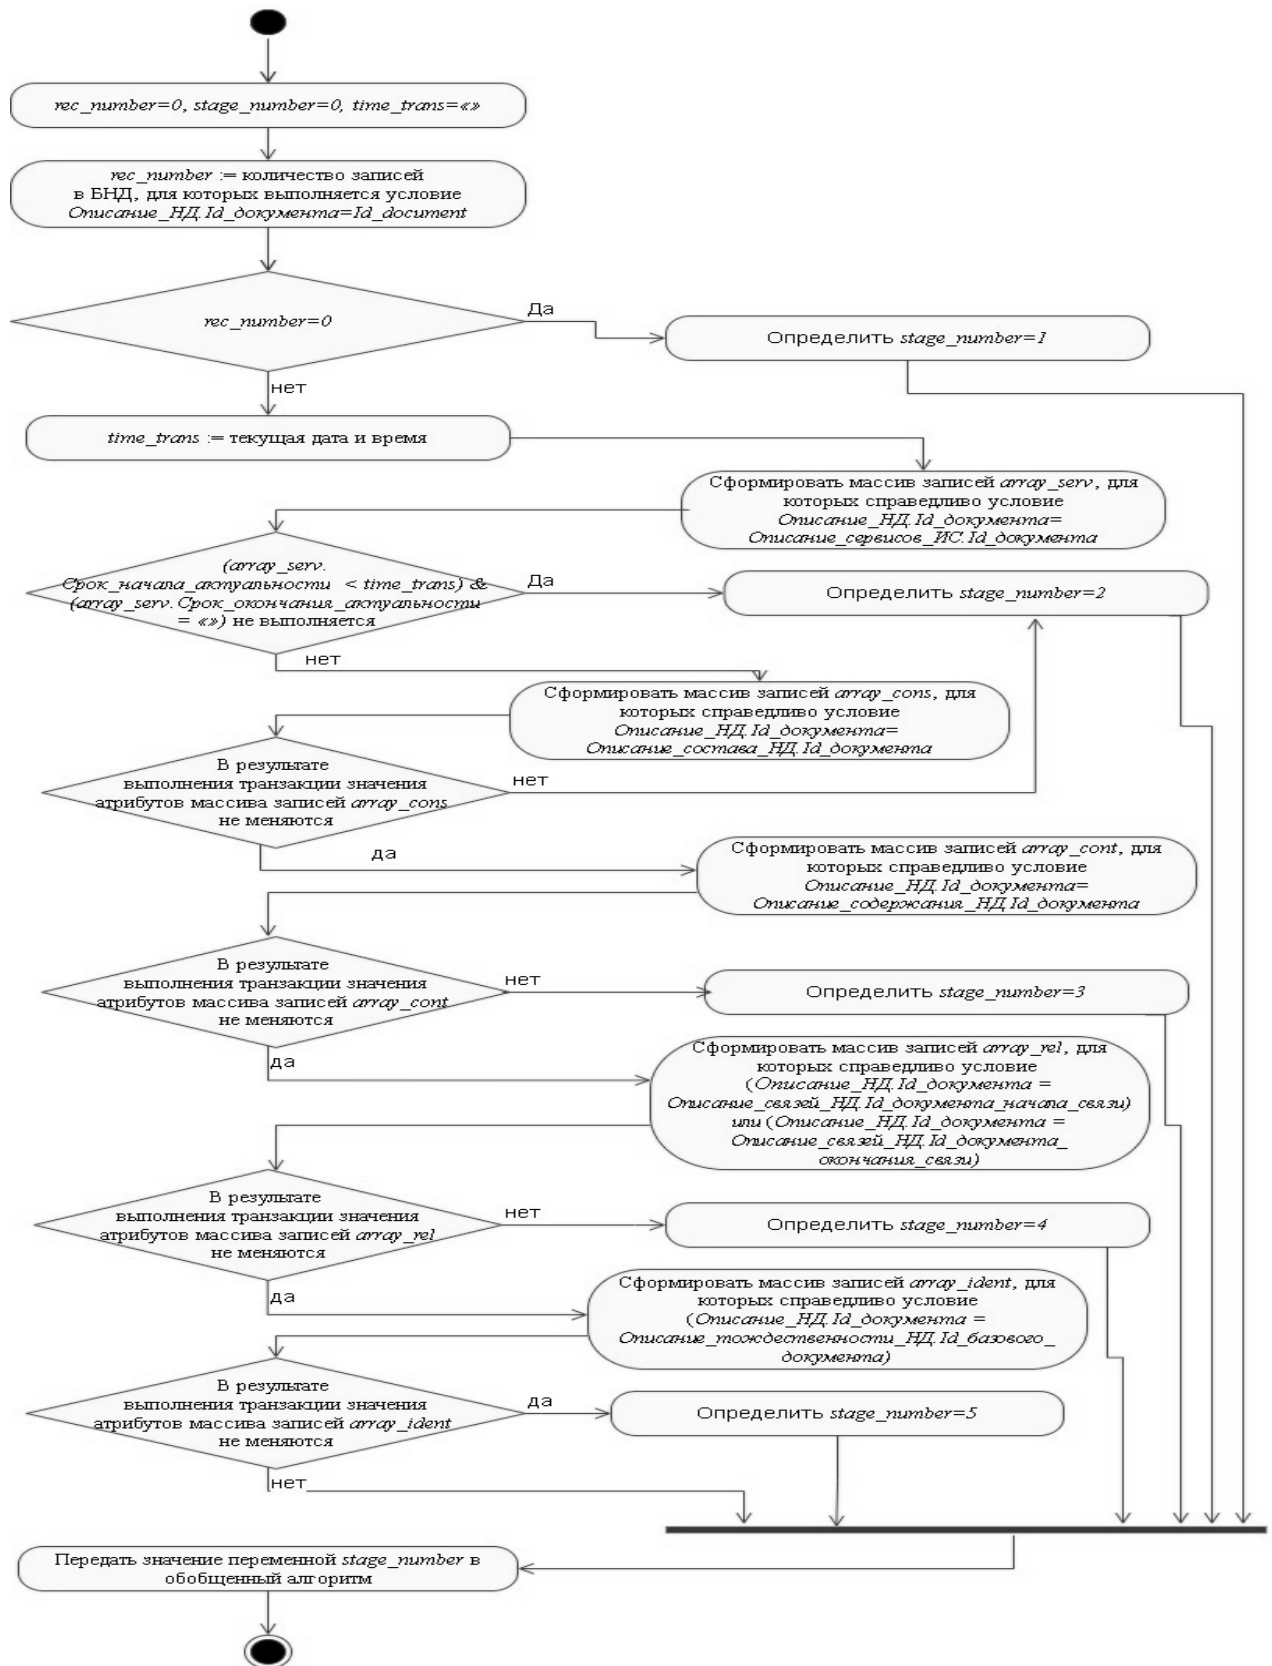 rec_number=0, stage_number=0, time_trans=«»
rec_number := количество записей
в БНД, для которых выполняется условие
Описание_НД.Id_документа=Id_document
rec_number=0
Да
Определить stage_number=1
нет
time_trans := текущая дата и время
Сформировать массив записей array_serv, для
которых справедливо условие
Описание_НД.Id_документа=
Описание_сервисов_ИС.Id_документа
(array_serv.
Срок_начала_актуальности < time_trans) &
(array_serv.Срок_окончания_актуальности
= «») не выполняется
Да
Определить stage_number=2
нет
Сформировать массив записей array_cons, для
которых справедливо условие
Описание_НД.Id_документа=
Описание_состава_НД.Id_документа
В результате
выполнения транзакции значения
атрибутов массива записей array_cons
не меняются
нет
да
Сформировать массив записей array_cont, для
которых справедливо условие
Описание_НД.Id_документа=
Описание_содержания_НД.Id_документа
В результате
выполнения транзакции значения
атрибутов массива записей array_cont
не меняются
нет
Определить stage_number=3
да
Сформировать массив записей array_rel, для
которых справедливо условие
(Описание_НД.Id_документа =
Описание_связей_НД.Id_документа_начала_связи)
или (Описание_НД.Id_документа =
Описание_связей_НД.Id_документа_
окончания_связи)
В результате
выполнения транзакции значения
атрибутов массива записей array_rel
не меняются
нет
Определить stage_number=4
да
Сформировать массив записей array_ident, для
которых справедливо условие
(Описание_НД.Id_документа =
Описание_тождественности_НД.Id_базового_
документа)
В результате
выполнения транзакции значения
атрибутов массива записей array_ident
не меняются
да
Определить stage_number=5
нет
Передать значение переменной stage_number в
обобщенный алгоритм